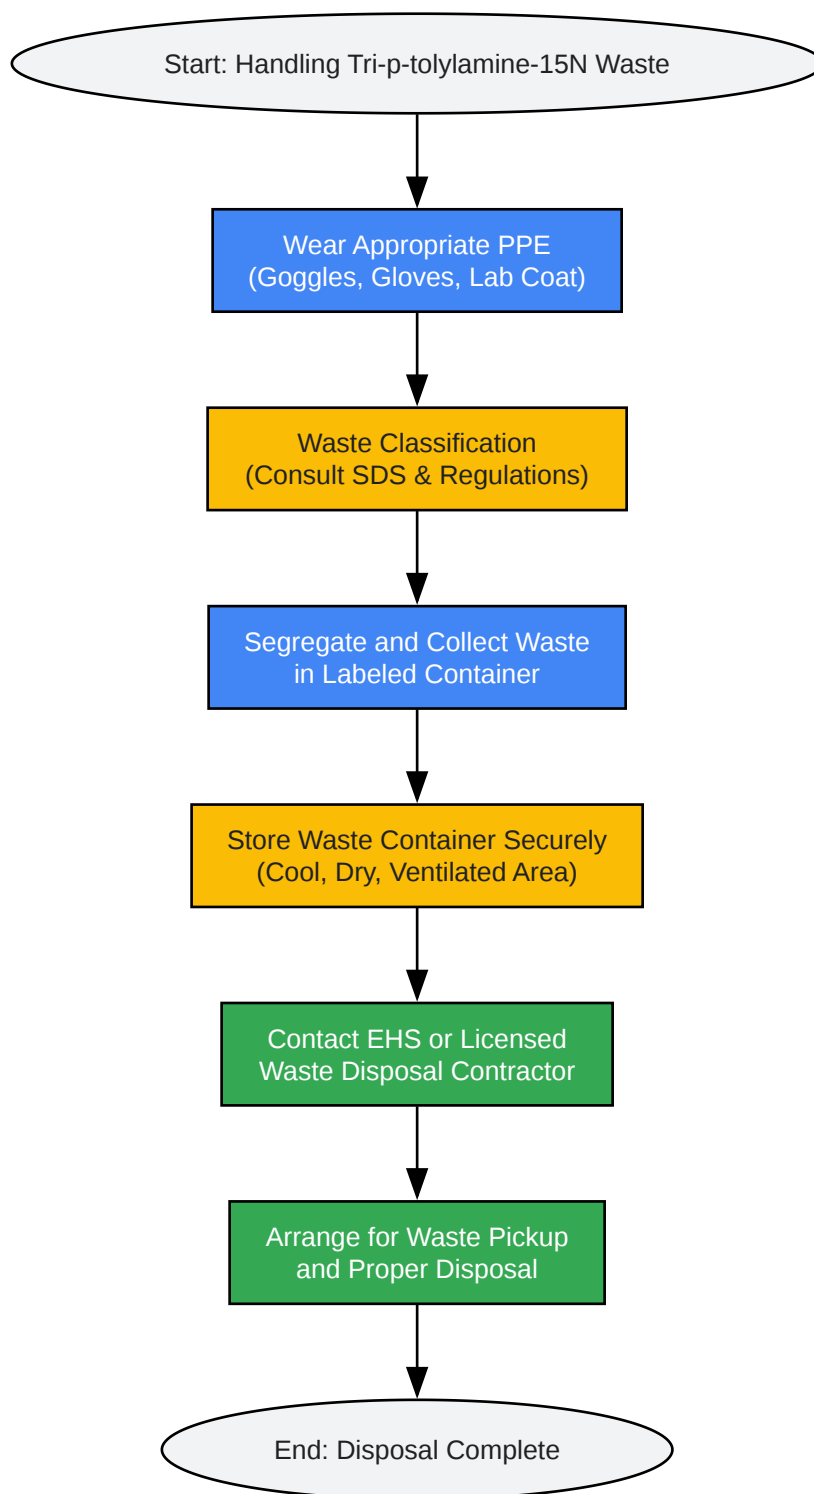 Start: Handling Tri-p-tolylamine-15N Waste
Wear Appropriate PPE
(Goggles, Gloves, Lab Coat)
Waste Classification
(Consult SDS & Regulations)
Segregate and Collect Waste
in Labeled Container
Store Waste Container Securely
(Cool, Dry, Ventilated Area)
Contact EHS or Licensed
Waste Disposal Contractor
Arrange for Waste Pickup
and Proper Disposal
End: Disposal Complete